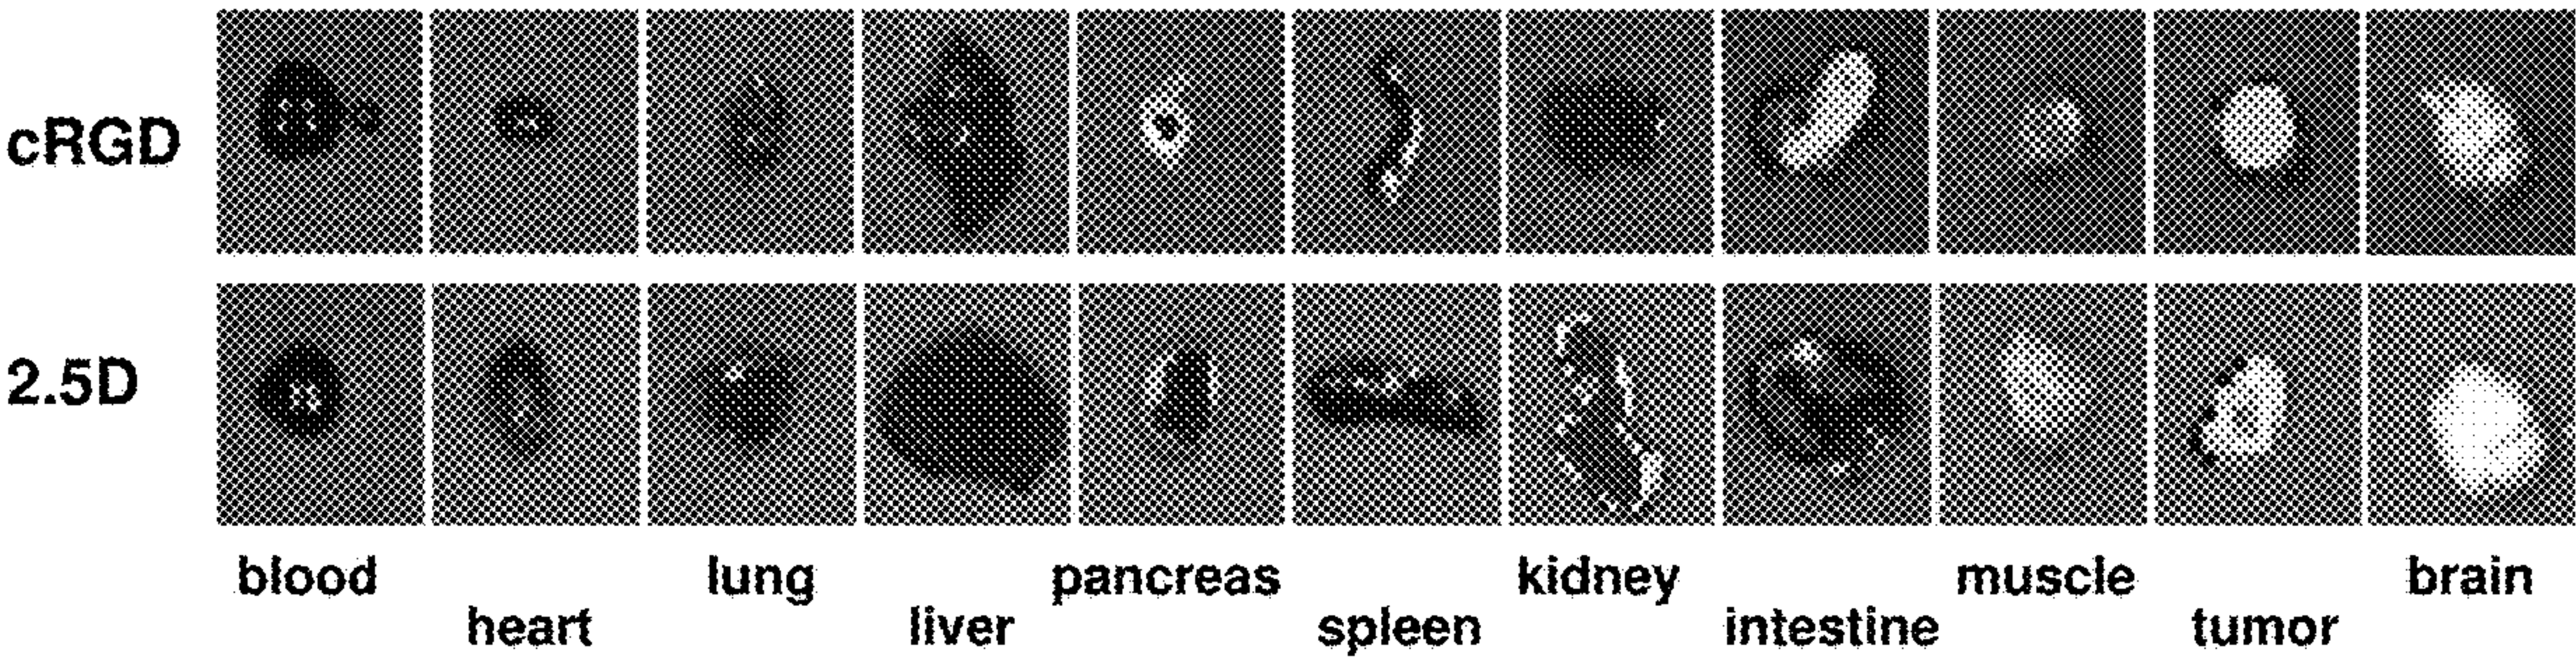 cRGD
2.5D
blood lung pancreas kidney muscle brain
heart liver spleen intestine tumor